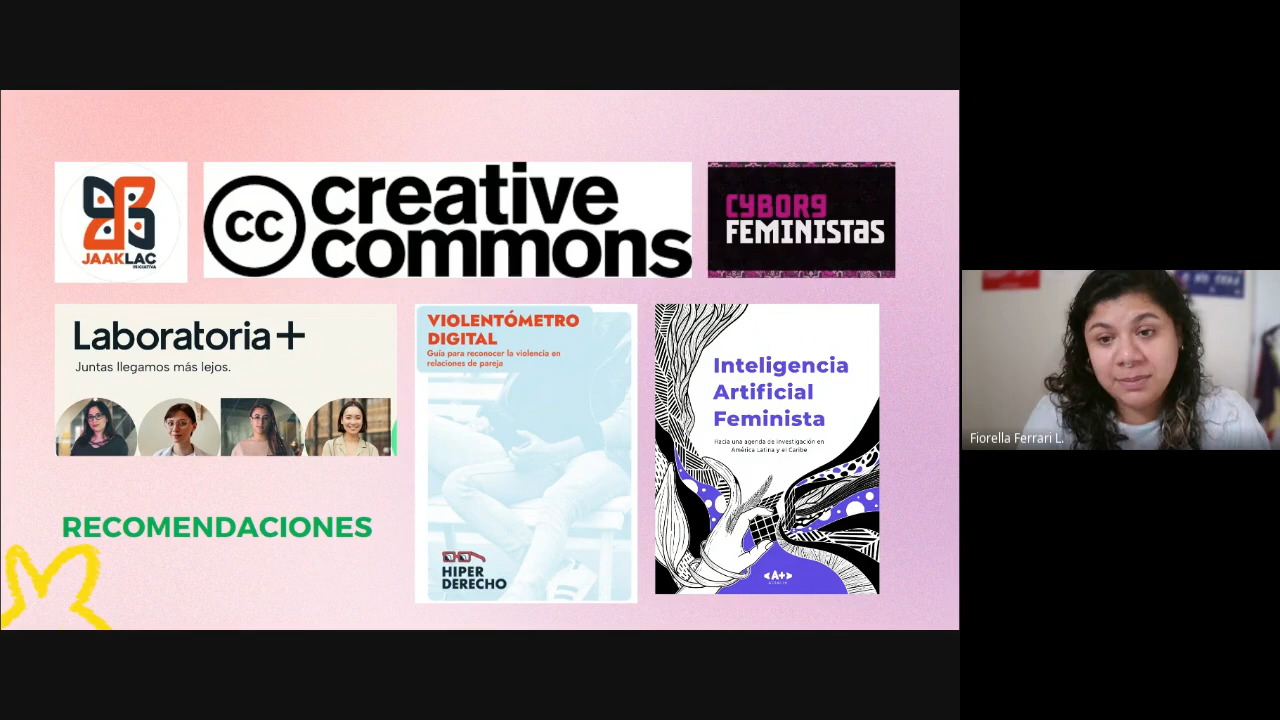 JAAKLAC
INICIATIVA
cc
creative
commons
CYBORG
FEMINISTAS
Laboratoria+
Juntas llegamos más lejos.
VIOLENTÓMETRO
DIGITAL
Guía para reconocer la violencia en
relaciones de pareja
HIPER
DERECHO
Inteligencia
Artificial
Feminista
Hacia una agenda de investigación en
América Latina y el Caribe
<A+>
RECOMENDACIONES
Fiorella Ferrari L.